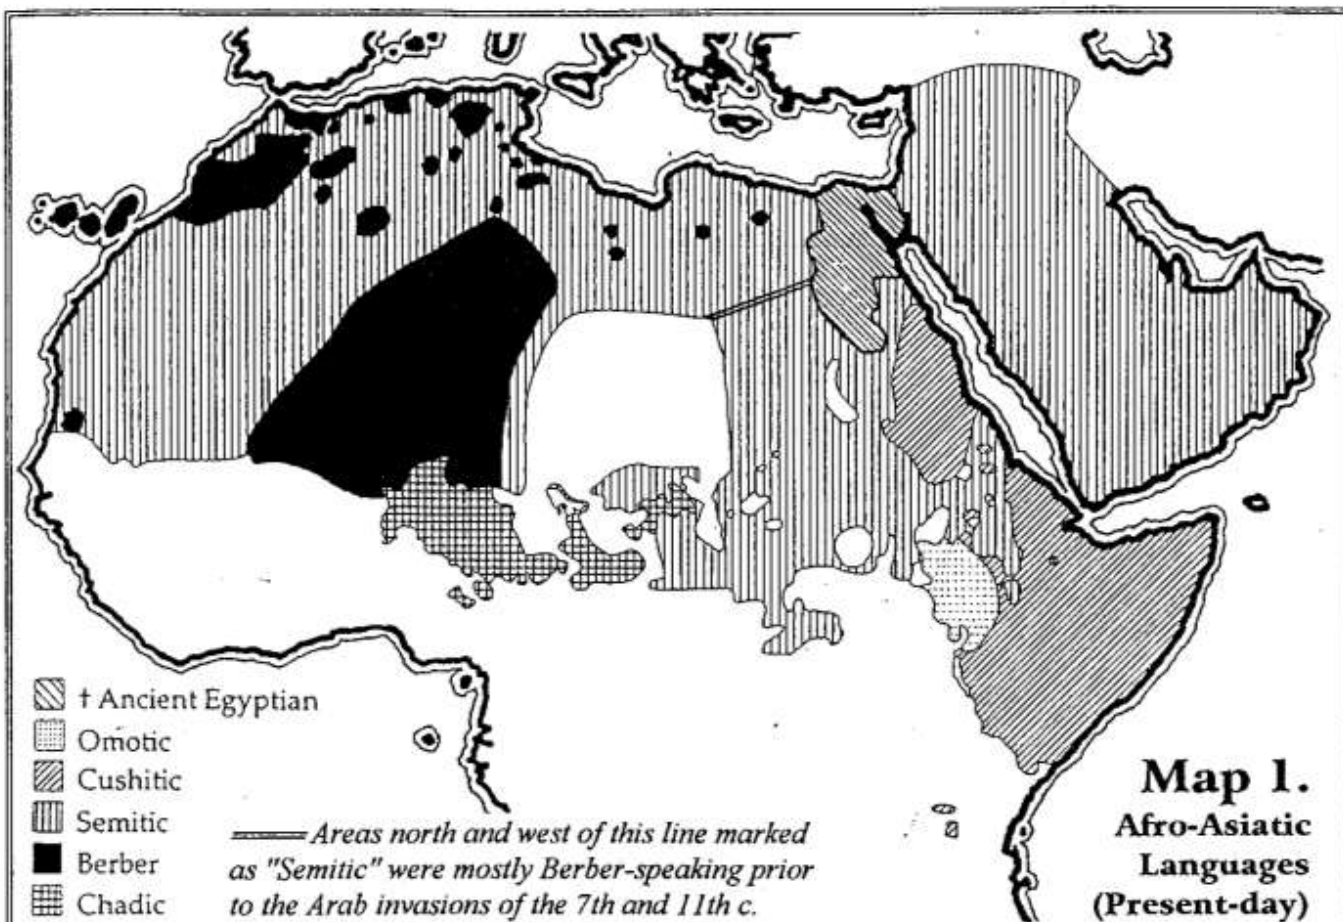 † Ancient Egyptian
Omotic
Cushitic
Semitic
Berber
Chadic
Areas north and west of this line marked
as "Semitic" were mostly Berber-speaking prior
to the Arab invasions of the 7th and 11th c.
Map 1.
Afro-Asiatic
Languages
(Present-day)